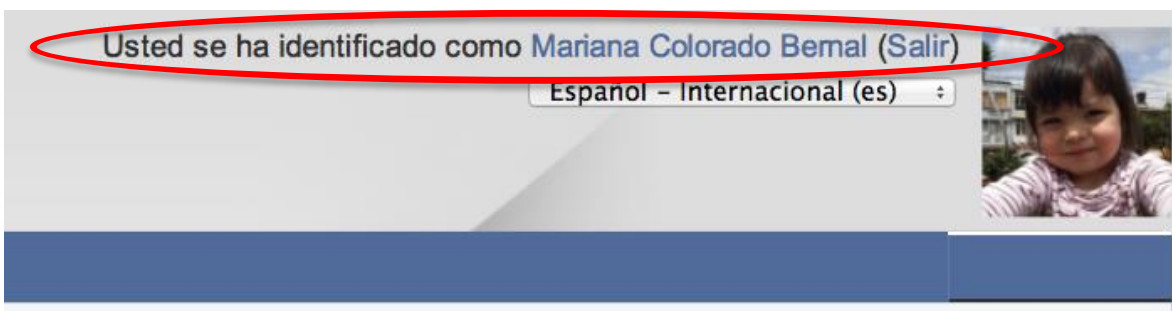 Usted se ha identificado como Mariana Colorado Bernal (Salir)
Español - Internacional (es)